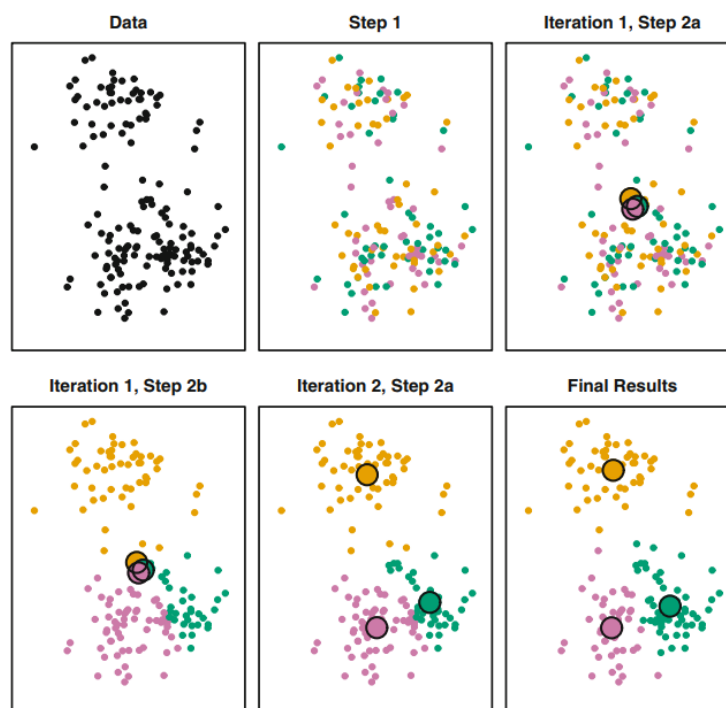 Data
Step 1
Iteration 1, Step 2a
Iteration 1, Step 2b
Iteration 2, Step 2a
Final Results